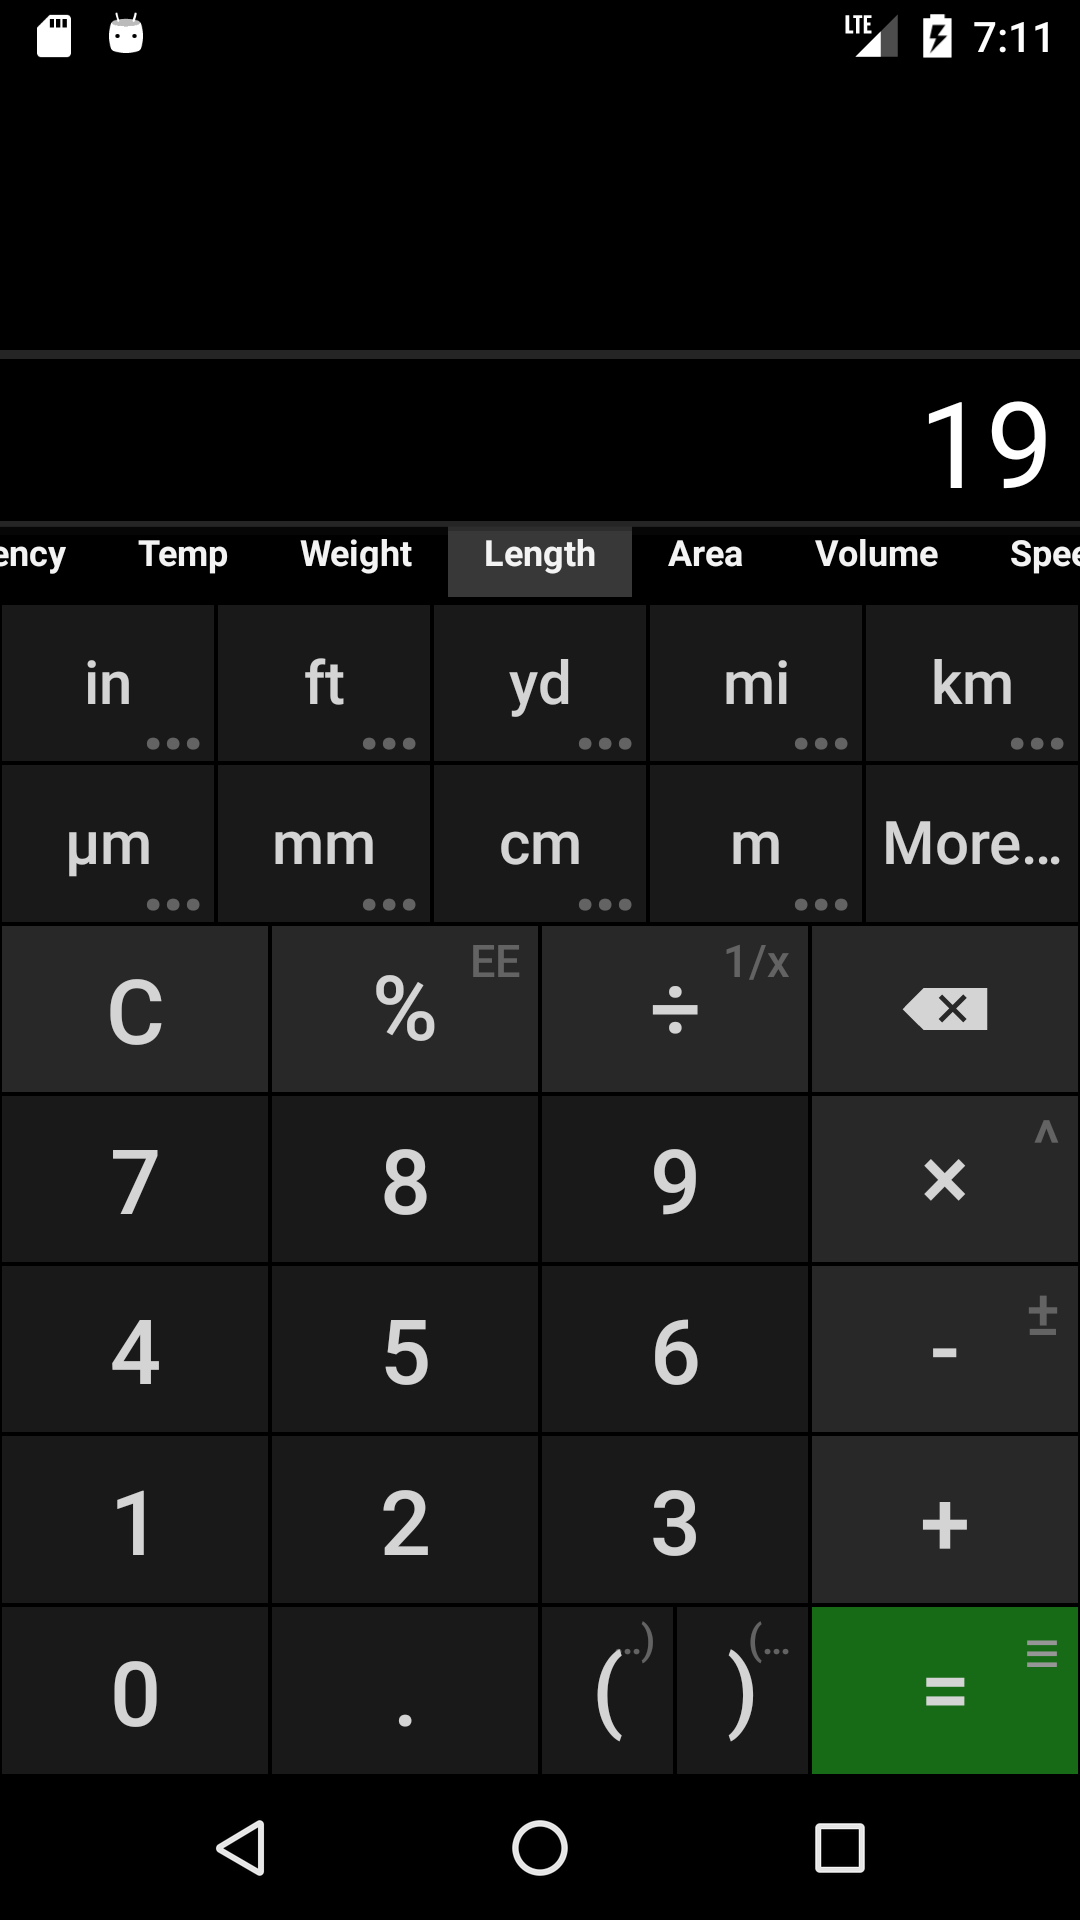 LTE 7:11
19
ency Temp Weight Length Area Volume Spee
in ft yd mi km
µm mm cm m More...
C % EE ÷ 1/x
7 8 9 × ^
4 5 6 - ±
1 2 3 +
0 . ( ..) ) (... =